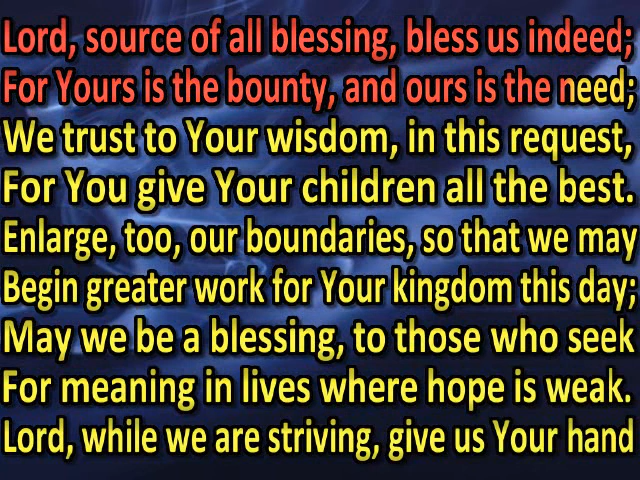 Lord, source of all blessing, bless us indeed;
For Yours is the bounty, and ours is the need;
We trust to Your wisdom, in this request,
For You give Your children all the best.
Enlarge, too, our boundaries, so that we may
Begin greater work for Your kingdom this day;
May we be a blessing, to those who seek
For meaning in lives where hope is weak.
Lord, while we are striving, give us Your hand